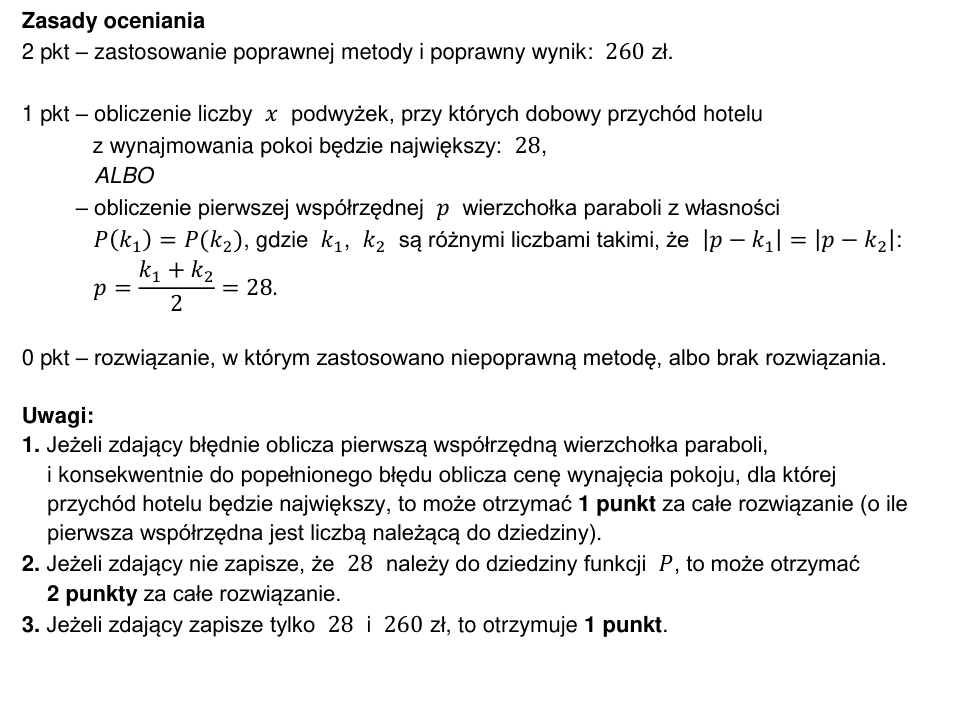 Zasady oceniania
2 pkt – zastosowanie poprawnej metody i poprawny wynik: 260 zł.
1 pkt – obliczenie liczby x podwyżek, przy których dobowy przychód hotelu
z wynajmowania pokoi będzie największy: 28,
ALBO
– obliczenie pierwszej współrzędnej p wierzchołka paraboli z własności
P(k₁) = P(k₂), gdzie k₁, k₂ są różnymi liczbami takimi, że |p − k₁| = |p − k₂|:
p = (k₁ + k₂)/2 = 28.
0 pkt – rozwiązanie, w którym zastosowano niepoprawną metodę, albo brak rozwiązania.
Uwagi:
1. Jeżeli zdający błędnie oblicza pierwszą współrzędną wierzchołka paraboli,
i konsekwentnie do popełnionego błędu oblicza cenę wynajęcia pokoju, dla której
przychód hotelu będzie największy, to może otrzymać 1 punkt za całe rozwiązanie (o ile
pierwsza współrzędna jest liczbą należącą do dziedziny).
2. Jeżeli zdający nie zapisze, że 28 należy do dziedziny funkcji P, to może otrzymać
2 punkty za całe rozwiązanie.
3. Jeżeli zdający zapisze tylko 28 i 260 zł, to otrzymuje 1 punkt.